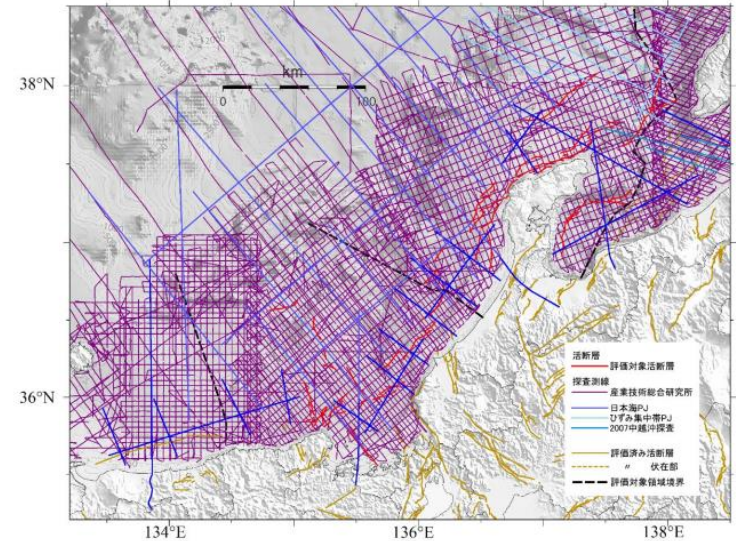 km
0 100
38°N
36°N
134°E 136°E 138°E
活断層
評価対象活断層
探査測線
産業技術総合研究所
日本海PJ
ひずみ集中帯PJ
2007中越沖探査
評価済み活断層
〃 伏在部
評価対象領域境界